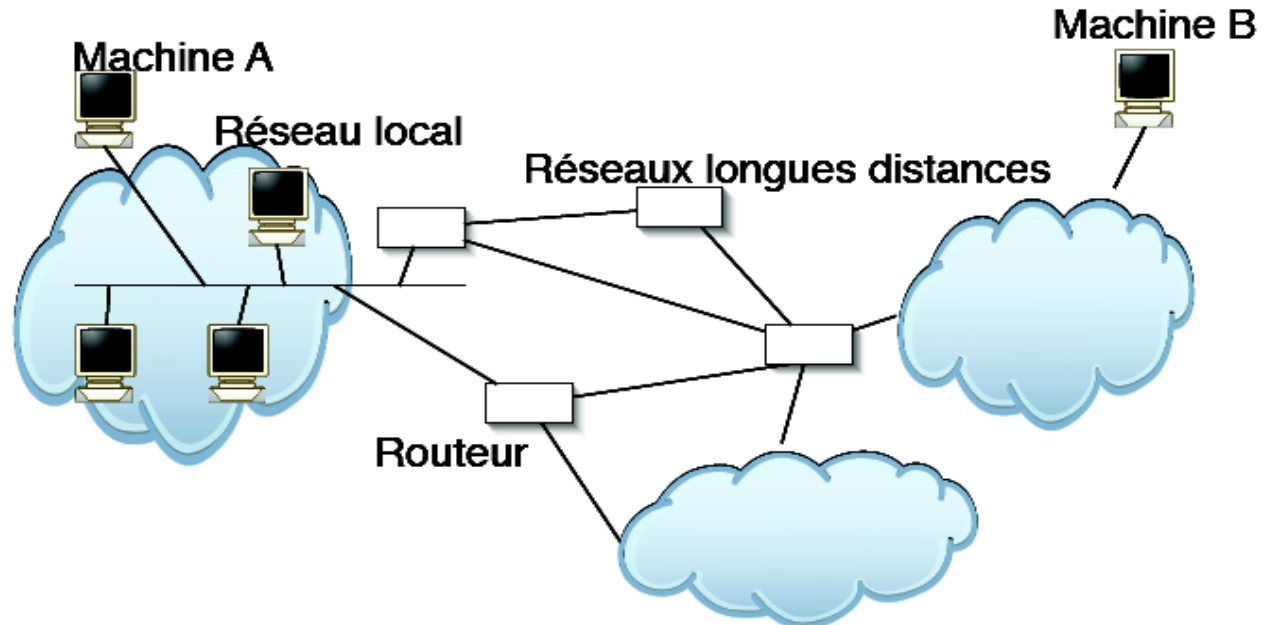 Machine B
Machine A
Réseau local
Réseaux longues distances
Routeur